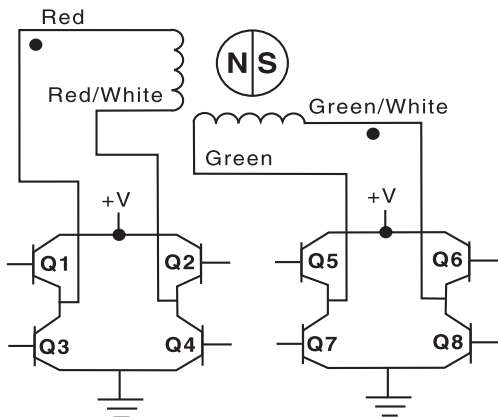 Red
N S
Red/White
Green/White
Green
+V
+V
Q1
Q2
Q5
Q6
Q3
Q4
Q7
Q8